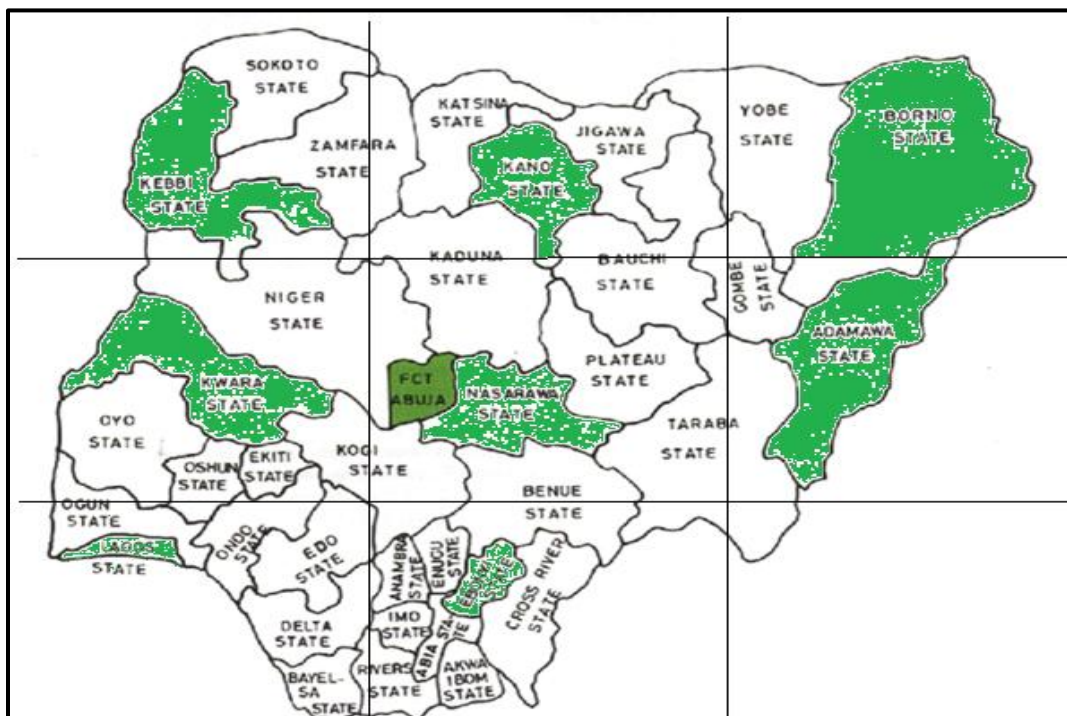 SOKOTO
STATE
KATSINA
STATE
YOBE
STATE
BORNO
STATE
ZAMFARA
STATE
JIGAWA
STATE
KANO
STATE
KEBBI
STATE
KADUNA
STATE
BAUCHI
STATE
GOMBE
STATE
NIGER
STATE
ADAMAWA
STATE
PLATEAU
STATE
FCT
ABUJA
NASARAWA
STATE
KWARA
STATE
TARABA
STATE
OYO
STATE
KOGI
STATE
EKITI
STATE
OSHUN
STATE
BENUE
STATE
OGUN
STATE
LAGOS
STATE
ONDO
STATE
EDO
STATE
ANAMBRA
STATE
ENUGU
STATE
EBONYI
STATE
CROSS RIVER
STATE
IMO
STATE
ABIA STA-
TE
DELTA
STATE
BAYEL-
SA
STATE
RIVERS
STATE
AKWA
IBOM
STATE